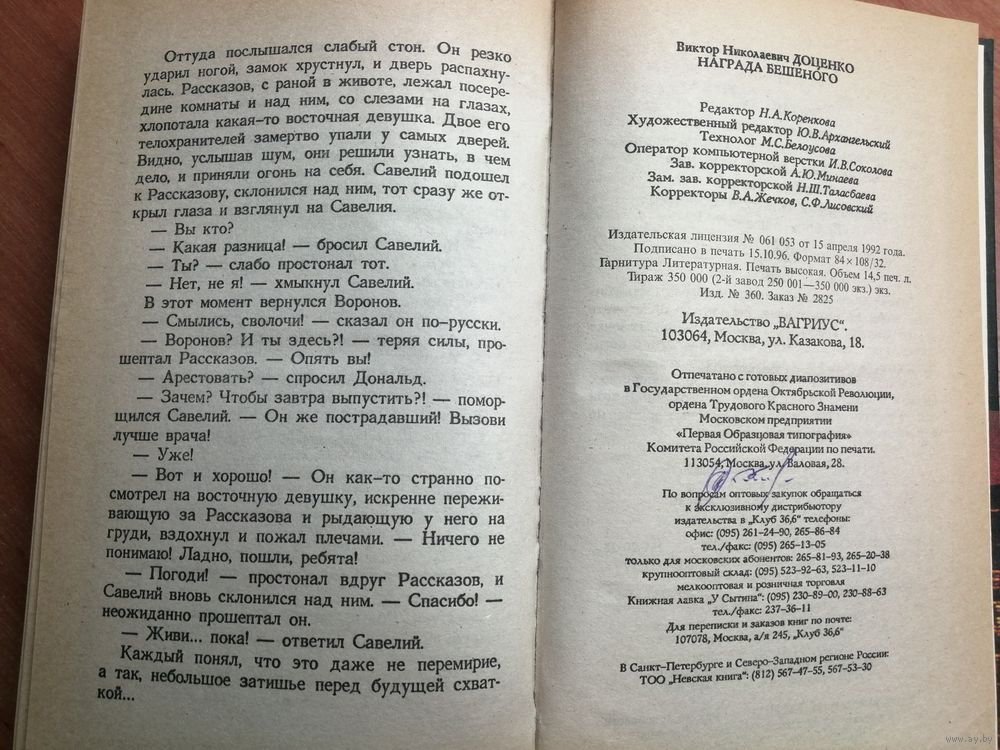 Оттуда послышался слабый стон. Он резко
ударил ногой, замок хрустнул, и дверь распахну-
лась. Рассказов, с раной в животе, лежал посере-
дине комнаты и над ним, со слезами на глазах,
хлопотала какая-то восточная девушка. Двое его
телохранителей замертво упали у самых дверей.
Видно, услышав шум, они решили узнать, в чем
дело, и приняли огонь на себя. Савелий подошел
к Рассказову, склонился над ним, тот сразу же от-
крыл глаза и взглянул на Савелия.
— Вы кто?
— Какая разница! — бросил Савелий.
— Ты? — слабо простонал тот.
— Нет, не я! — хмыкнул Савелий.
В этот момент вернулся Воронов.
— Смылись, сволочи! — сказал он по-русски.
— Воронов? И ты здесь?! — теряя силы, про-
шептал Рассказов. — Опять вы!
— Арестовать? — спросил Дональд.
— Зачем? Чтобы завтра выпустить?! — помор-
щился Савелий. — Он же пострадавший! Вызови
лучше врача!
— Уже!
— Вот и хорошо! — Он как-то странно по-
смотрел на восточную девушку, искренне пережи-
вающую за Рассказова и рыдающую у него на
груди, вздохнул и пожал плечами. — Ничего не
понимаю! Ладно, пошли, ребята!
— Погоди! — простонал вдруг Рассказов, и
Савелий вновь склонился над ним. — Спасибо! —
неожиданно прошептал он.
— Живи... пока! — ответил Савелий.
Каждый понял, что это даже не перемирие,
а так, небольшое затишье перед будущей схват-
кой...
Виктор Николаевич ДОЦЕНКО
НАГРАДА БЕШЕНОГО
Редактор Н.А.Коренкова
Художественный редактор Ю.В.Архангельский
Технолог М.С.Белоусова
Оператор компьютерной верстки И.В.Соколова
Зав. корректорской А.Ю.Минаева
Зам. зав. корректорской Н.Ш.Таласбаева
Корректоры В.А.Жечков, С.Ф.Лисовский
Издательская лицензия № 061 053 от 15 апреля 1992 года.
Подписано в печать 15.10.96. Формат 84×108/32.
Гарнитура Литературная. Печать высокая. Объем 14,5 печ. л.
Тираж 350 000 (2-й завод 250 001—350 000 экз.) экз.
Изд. № 360. Заказ № 2825
Издательство „ВАГРИУС“.
103064, Москва, ул. Казакова, 18.
Отпечатано с готовых диапозитивов
в Государственном ордена Октябрьской Революции,
ордена Трудового Красного Знамени
Московском предприятии
«Первая Образцовая типография»
Комитета Российской Федерации по печати.
113054, Москва, ул. Валовая, 28.
По вопросам оптовых закупок обращаться
к эксклюзивному дистрибьютору
издательства в „Клуб 36,6“ телефоны:
офис: (095) 261-24-90, 265-86-84
тел./факс: (095) 265-13-05
только для московских абонентов: 265-81-93, 265-20-38
крупнооптовый склад: (095) 523-92-63, 523-11-10
мелкооптовая и розничная торговля
Книжная лавка „У Сытина“: (095) 230-89-00, 230-88-63
тел./факс: 237-36-11
Для переписки и заказов книг по почте:
107078, Москва, а/я 245, „Клуб 36,6“
В Санкт-Петербурге и Северо-Западном регионе России:
ТОО „Невская книга“: (812) 567-47-55, 567-53-30
www.ay.by